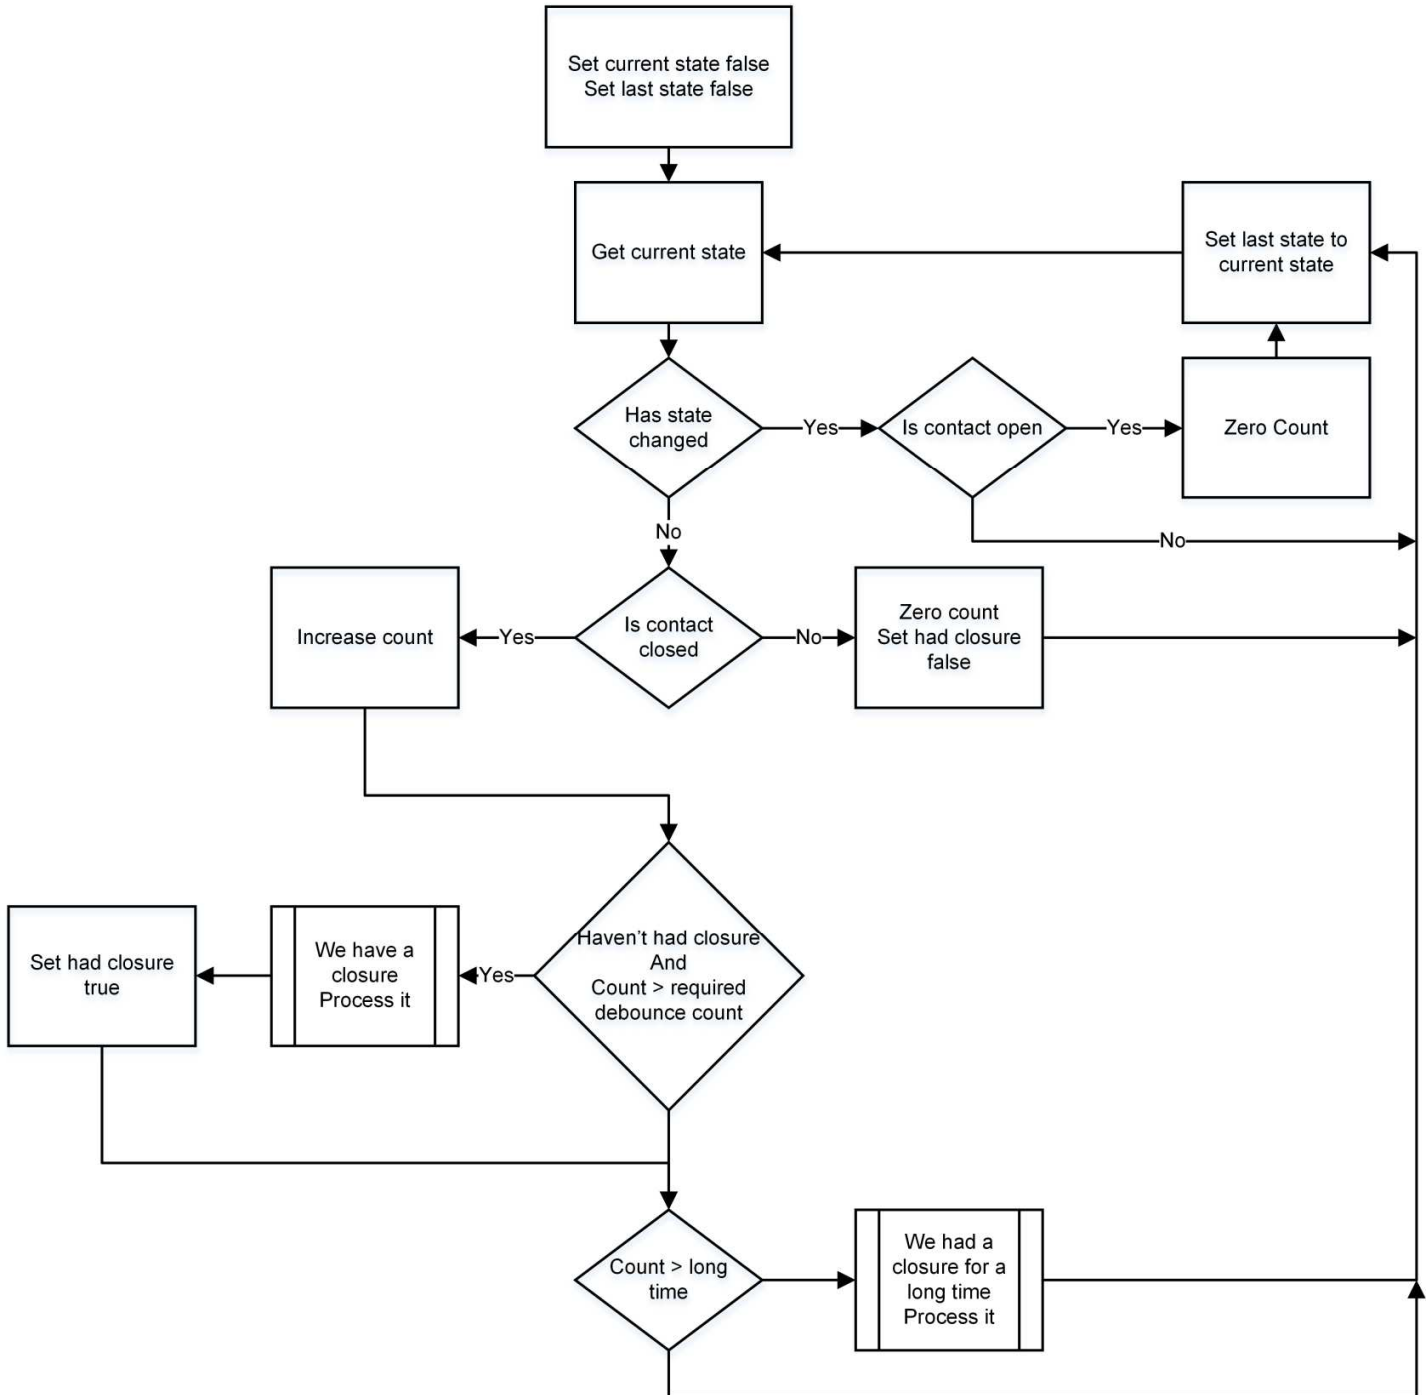 Set current state false
Set last state false
Get current state
Set last state to
current state
Has state
changed
Yes
Is contact open
Yes
Zero Count
No
No
Increase count
Yes
Is contact
closed
No
Zero count
Set had closure
false
Set had closure
true
We have a
closure
Process it
Yes
Haven't had closure
And
Count > required
debounce count
Count > long
time
We had a
closure for a
long time
Process it